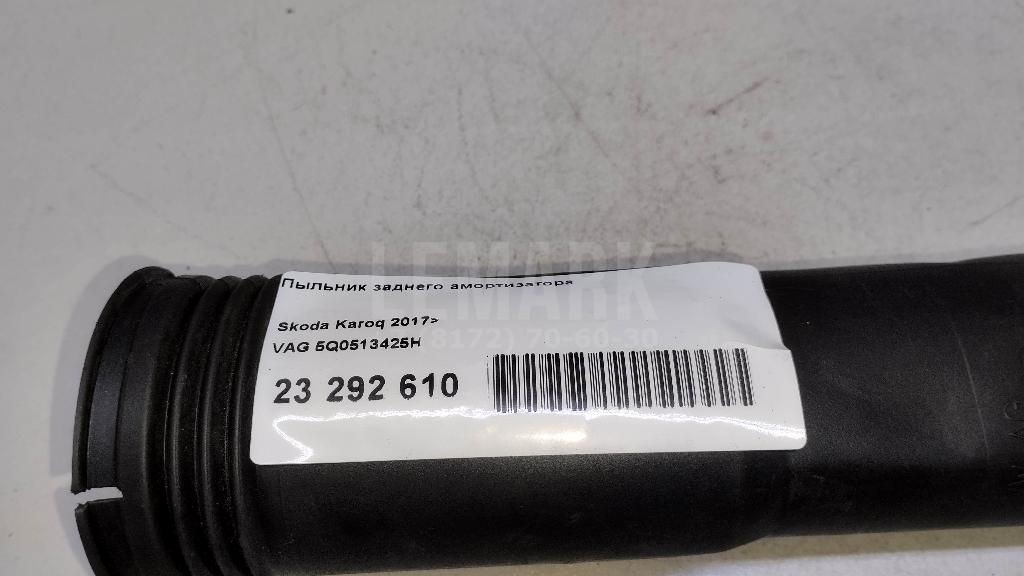 LEMARK
(8172) 70-60-30
Пыльник заднего амортизатора
Skoda Karoq 2017>
VAG 5Q0513425H
23 292 610